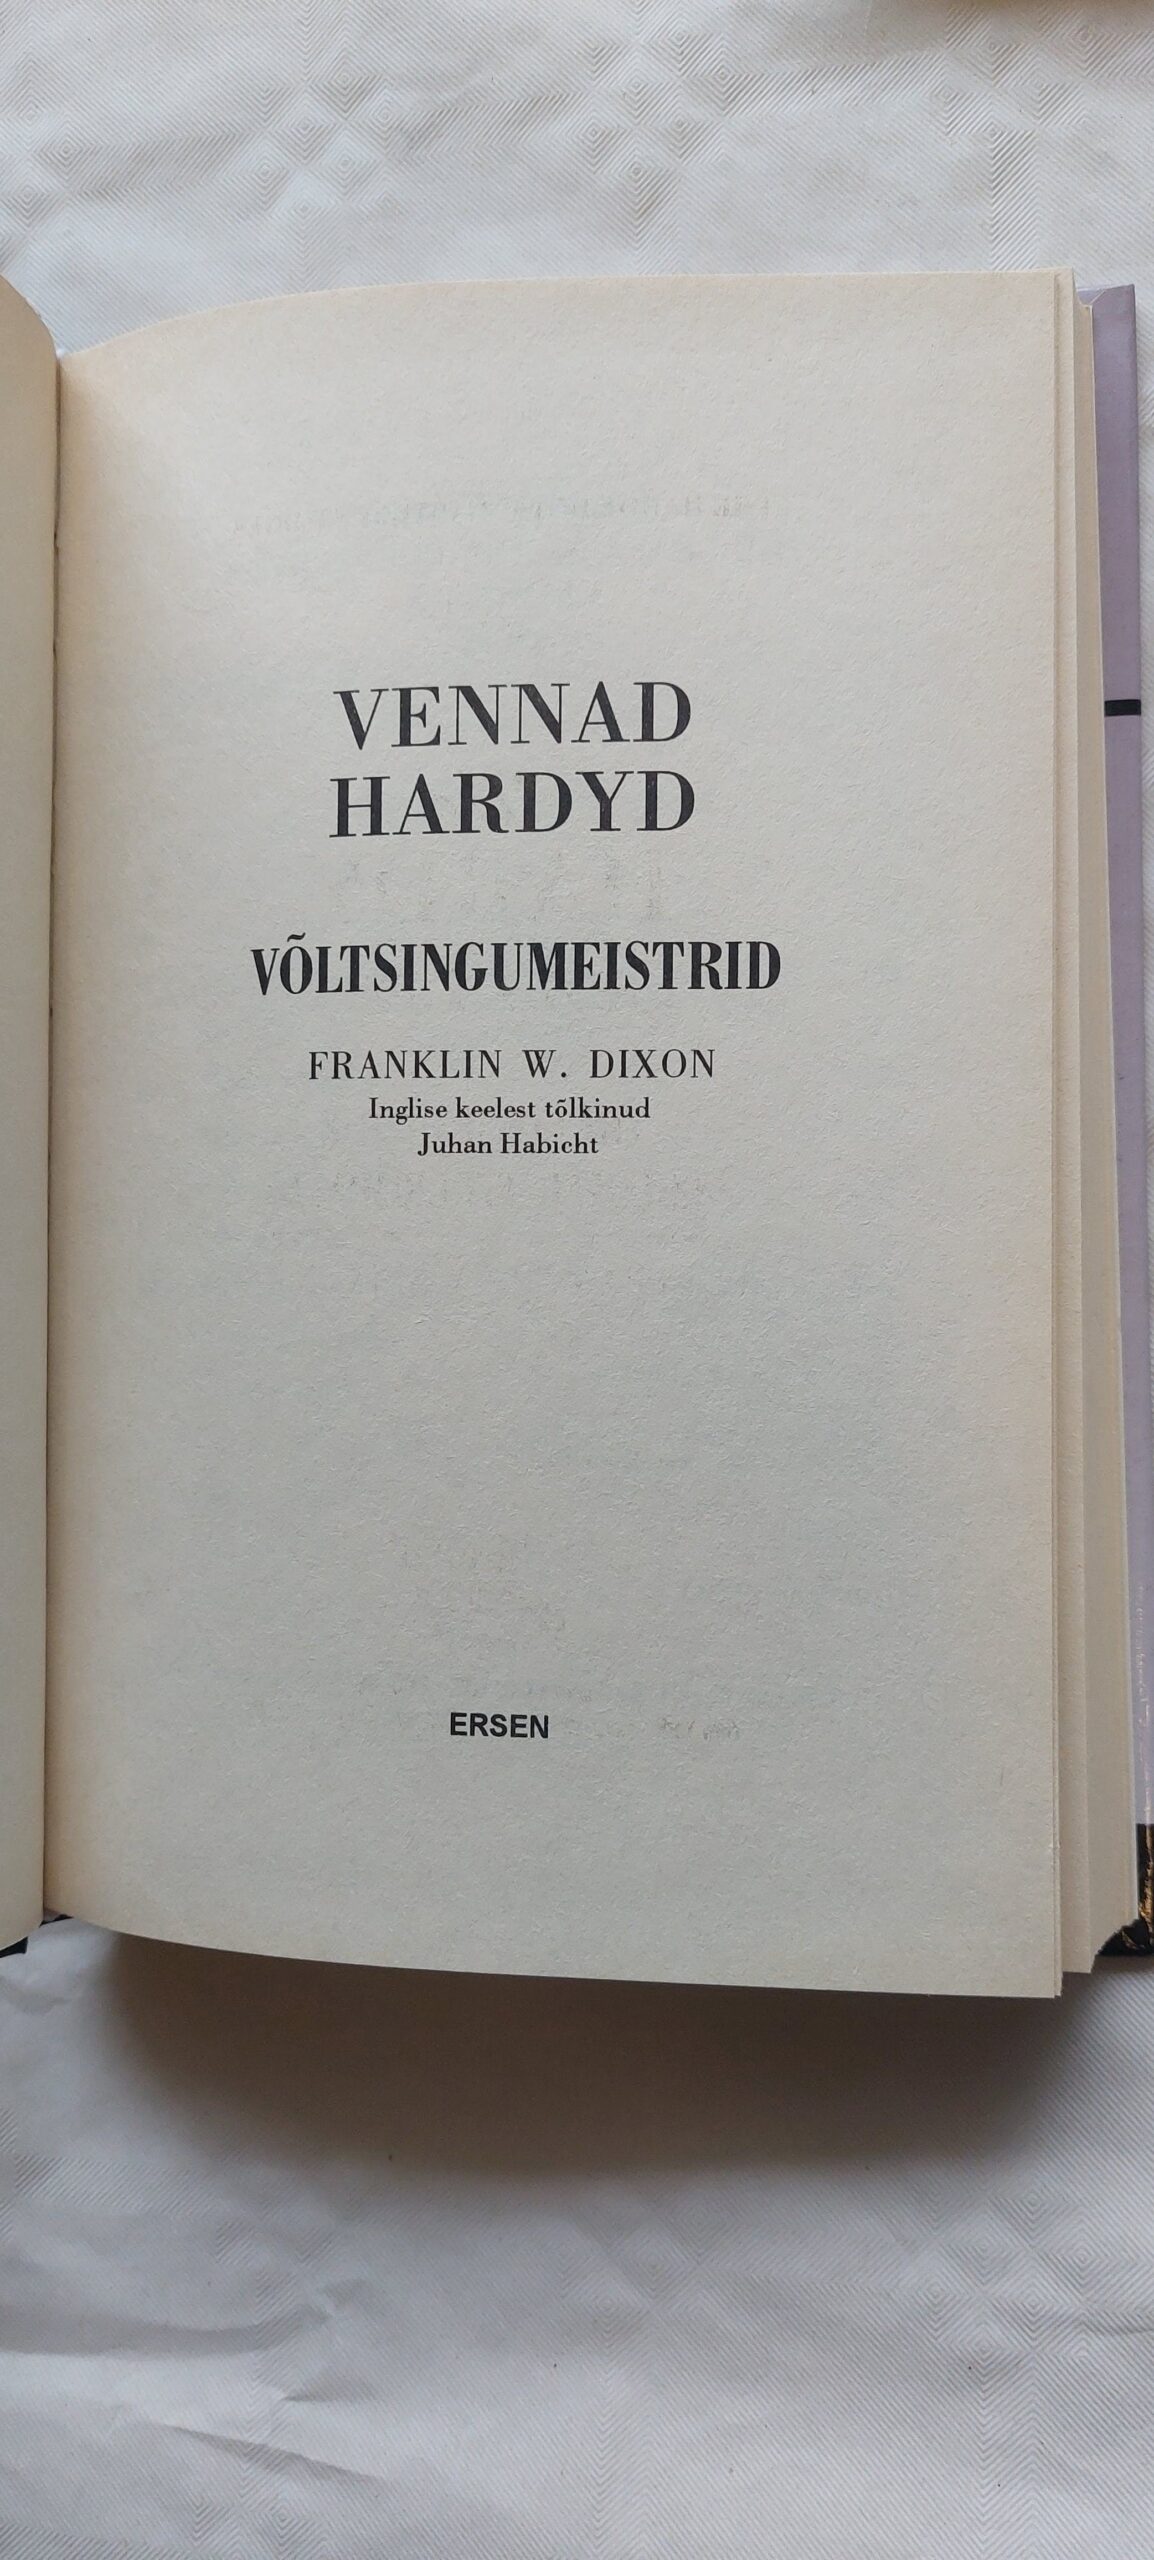 VENNAD
HARDYD
VÕLTSINGUMEISTRID
FRANKLIN W. DIXON
Inglise keelest tõlkinud
Juhan Habicht
ERSEN